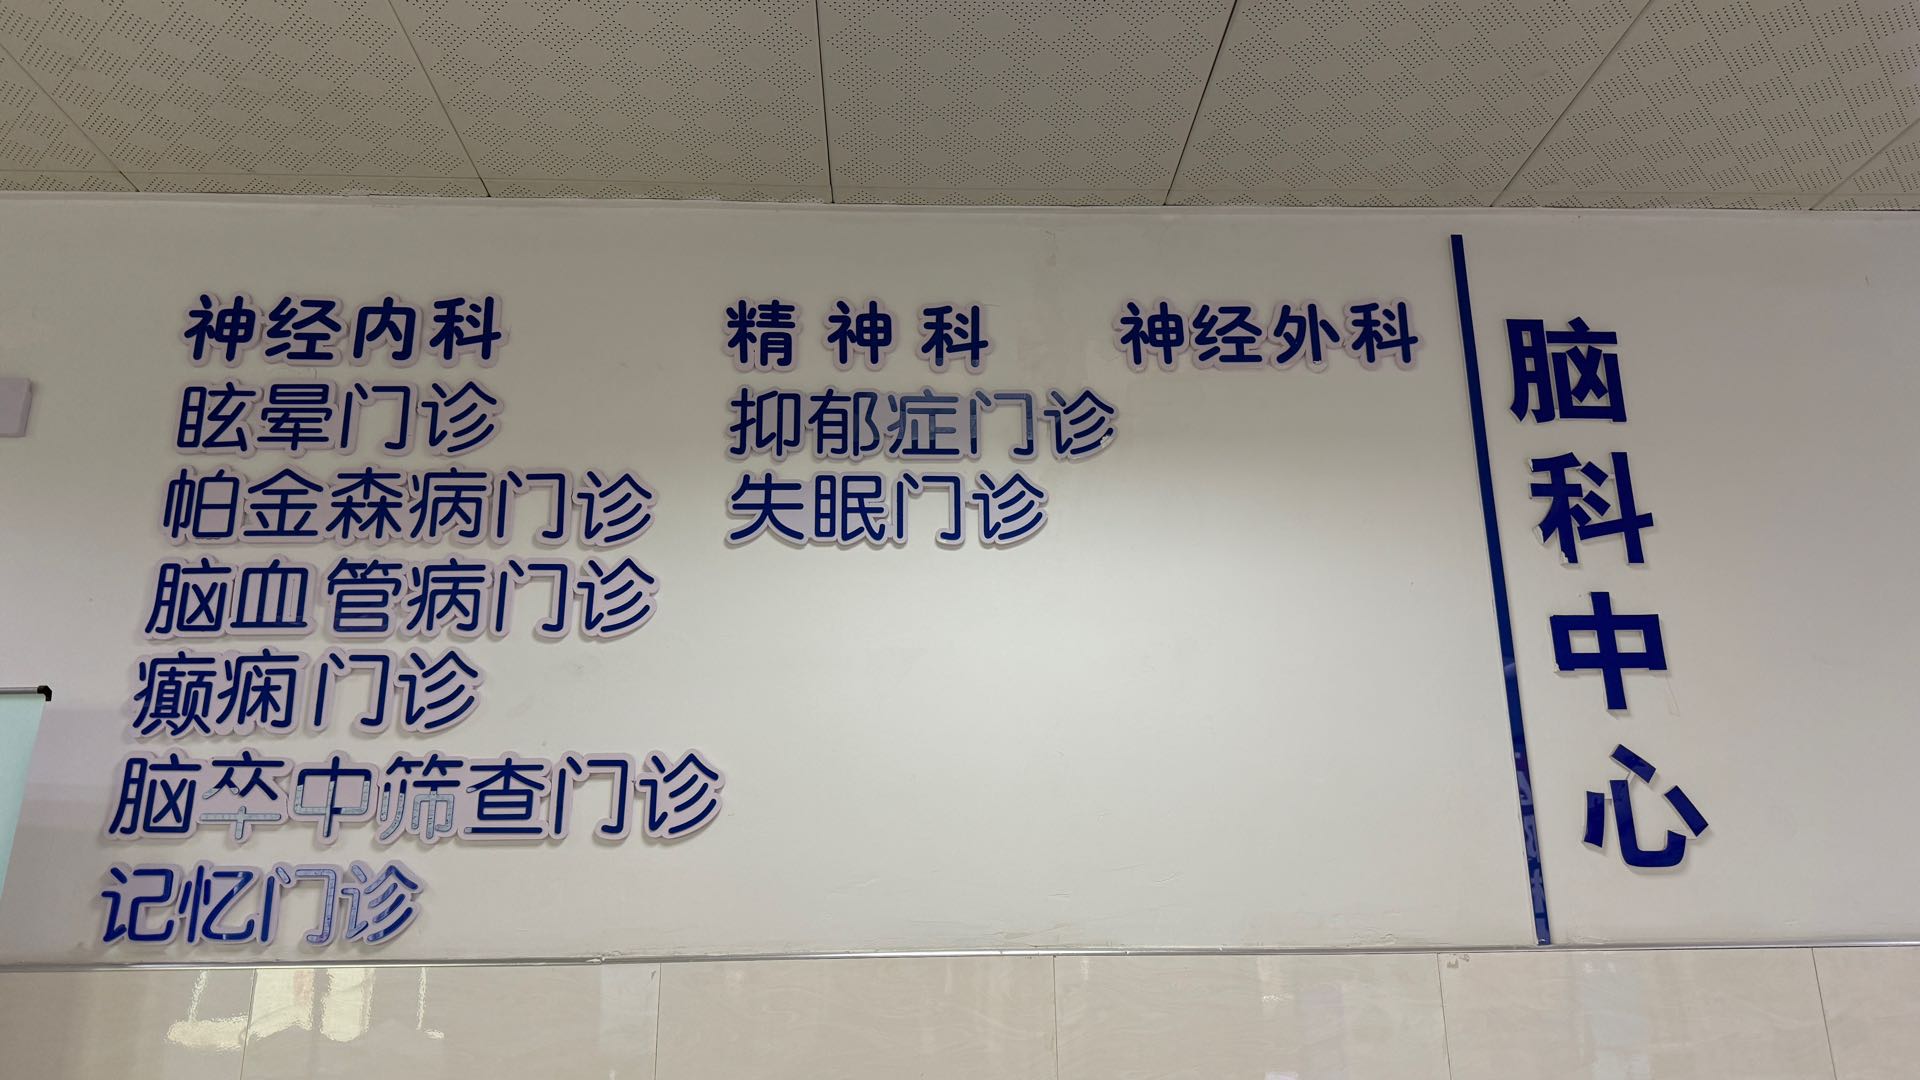 神经内科
眩晕门诊
帕金森病门诊
脑血管病门诊
癫痫门诊
脑卒中筛查门诊
记忆门诊
精神科
抑郁症门诊
失眠门诊
神经外科
脑科中心